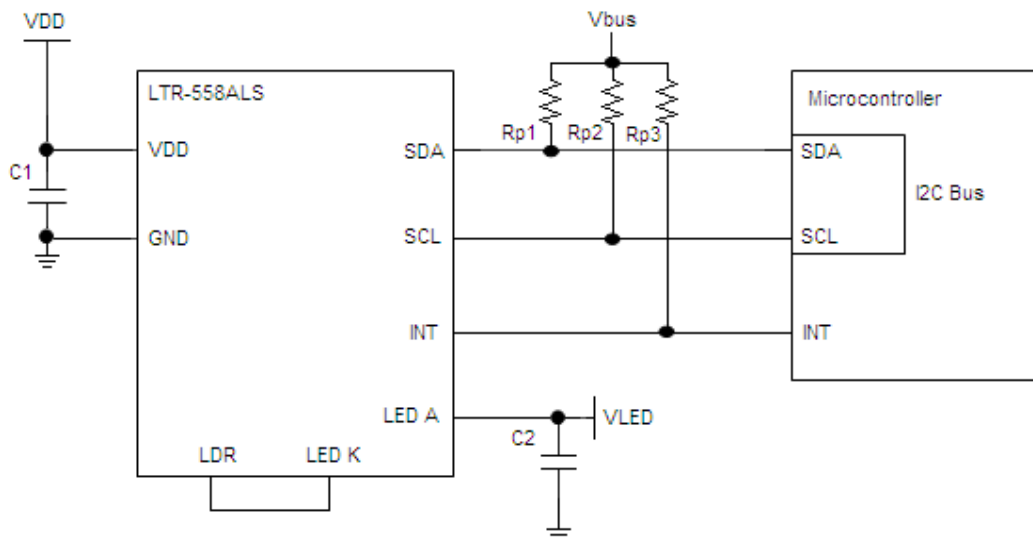 VDD
Vbus
LTR-558ALS
Microcontroller
Rp1
Rp2
Rp3
VDD
SDA
SDA
C1
I2C Bus
GND
SCL
SCL
INT
INT
LED A
VLED
C2
LDR
LED K